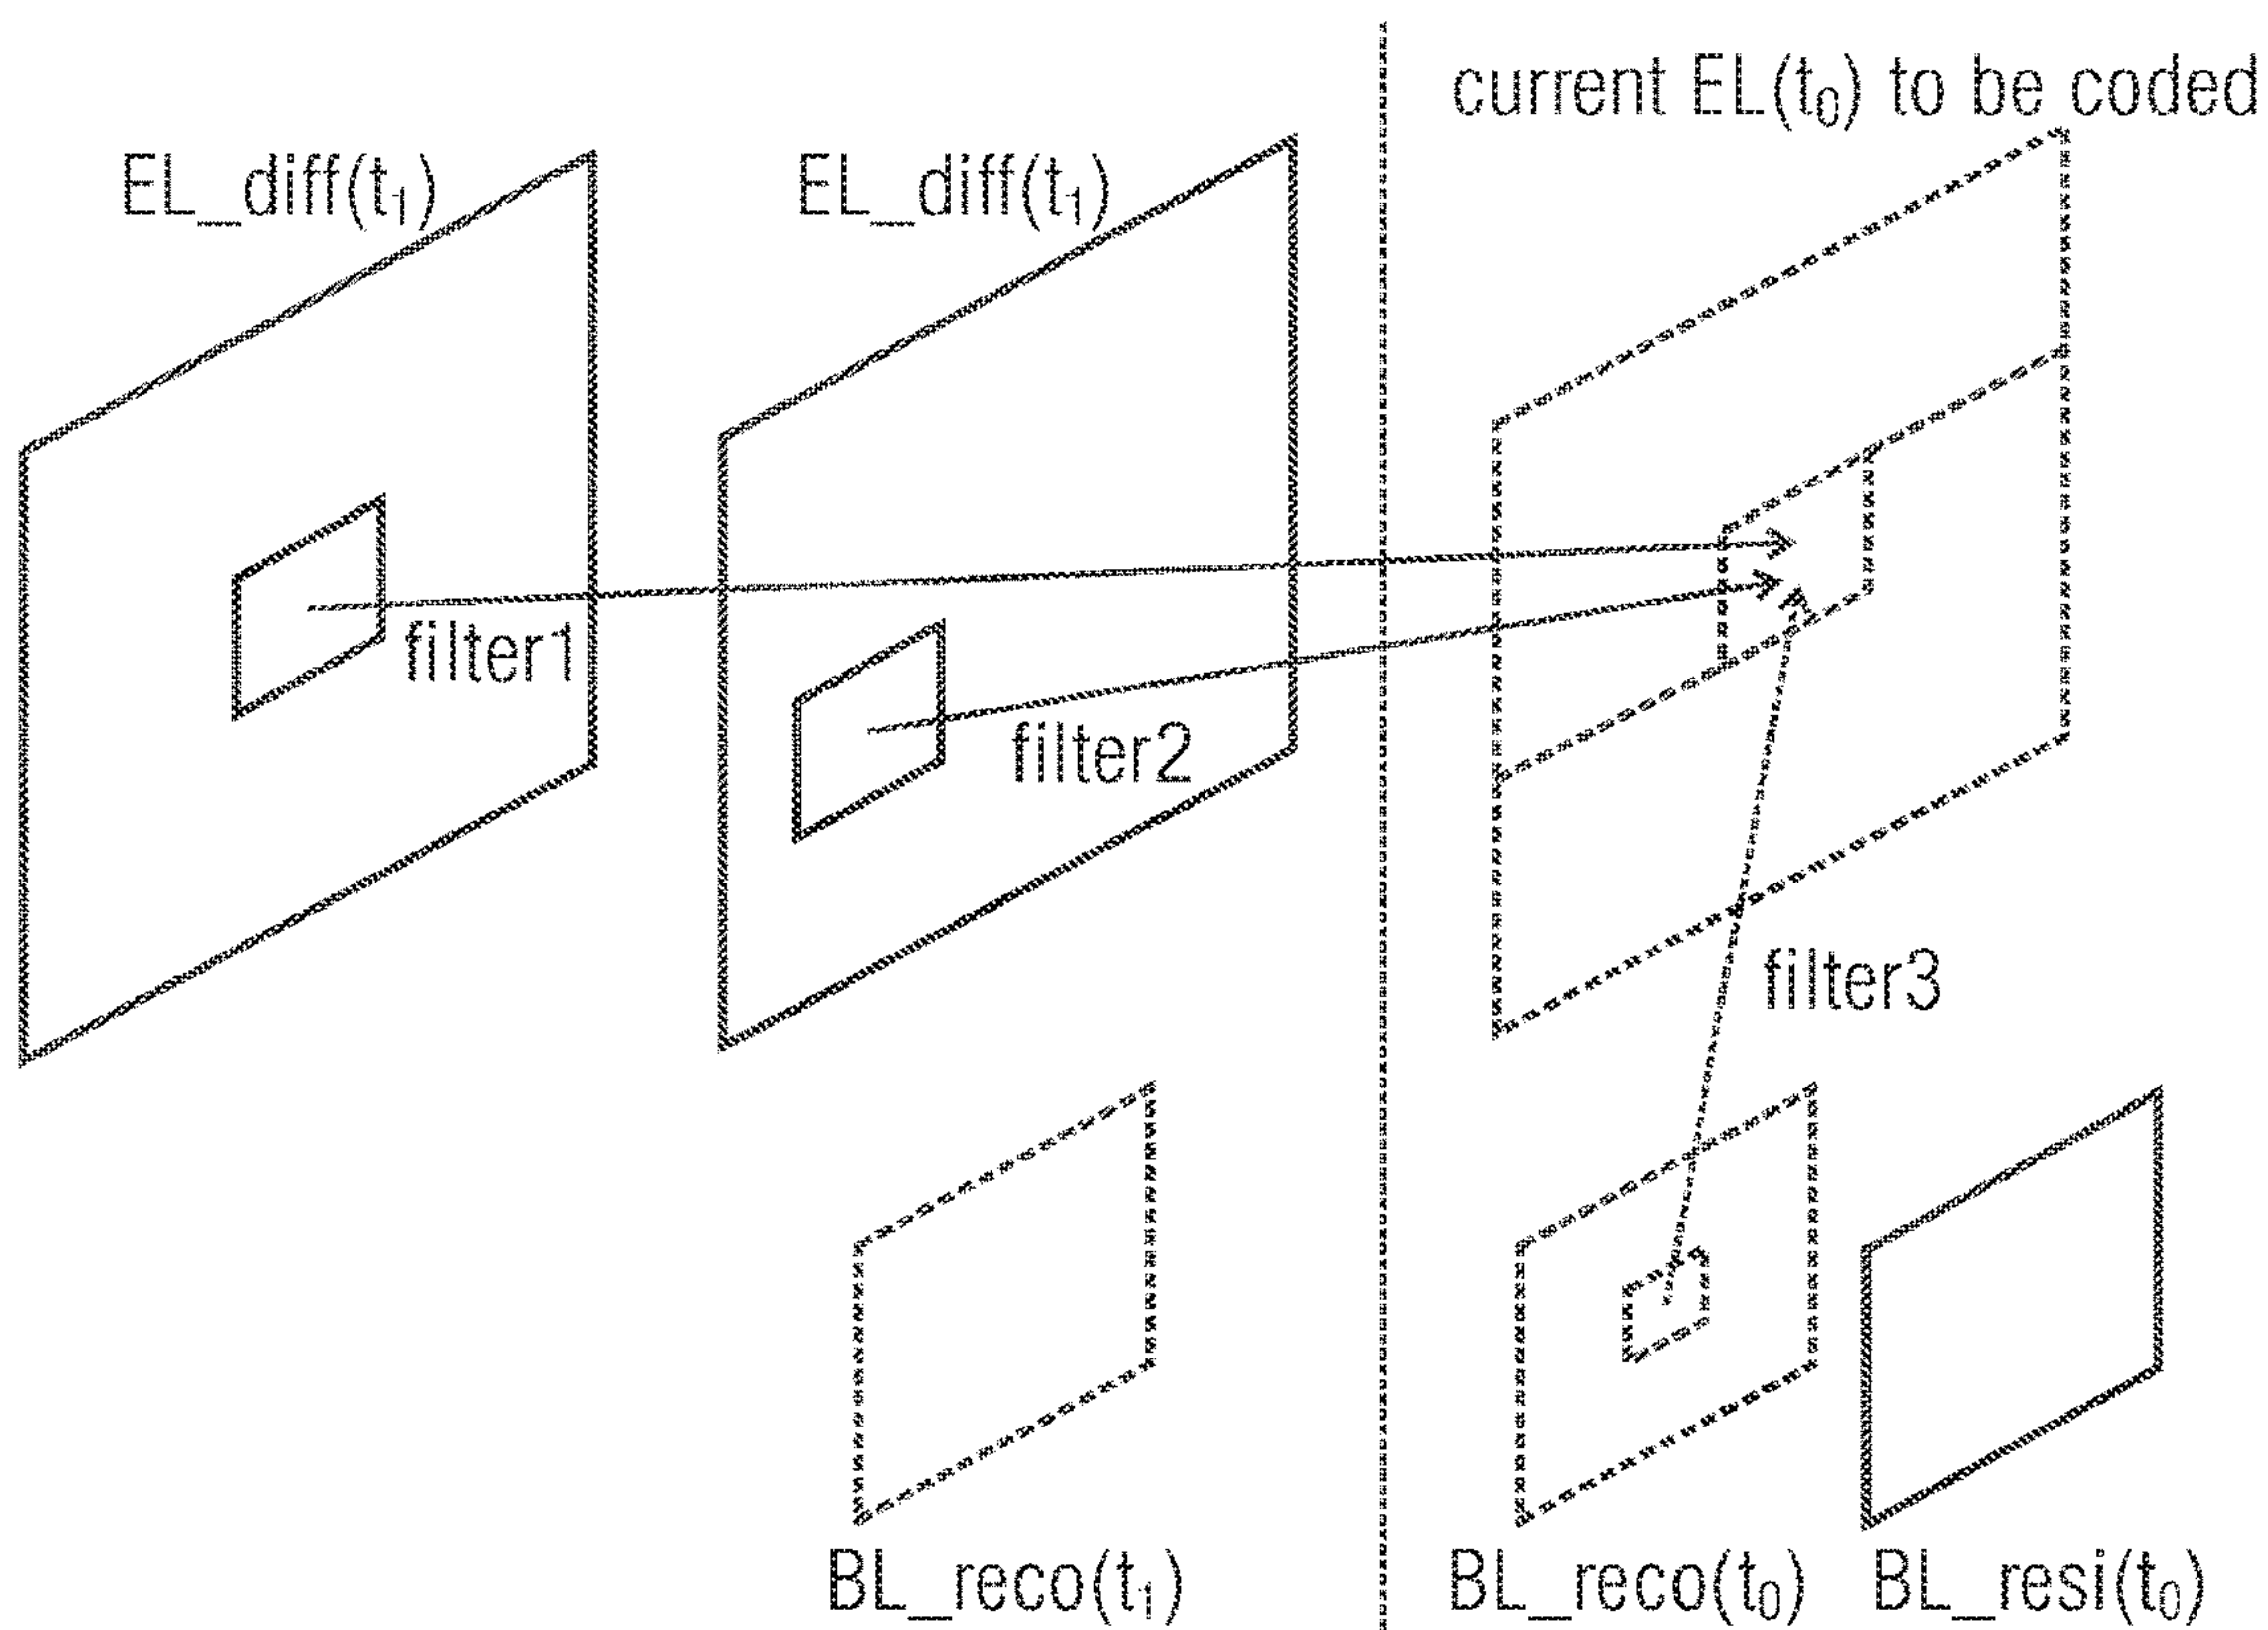 current EL(t₀) to be coded
EL_diff(t₁)
EL_diff(t₁)
filter1
filter2
filter3
BL_reco(t₁)
BL_reco(t₀)
BL_resi(t₀)